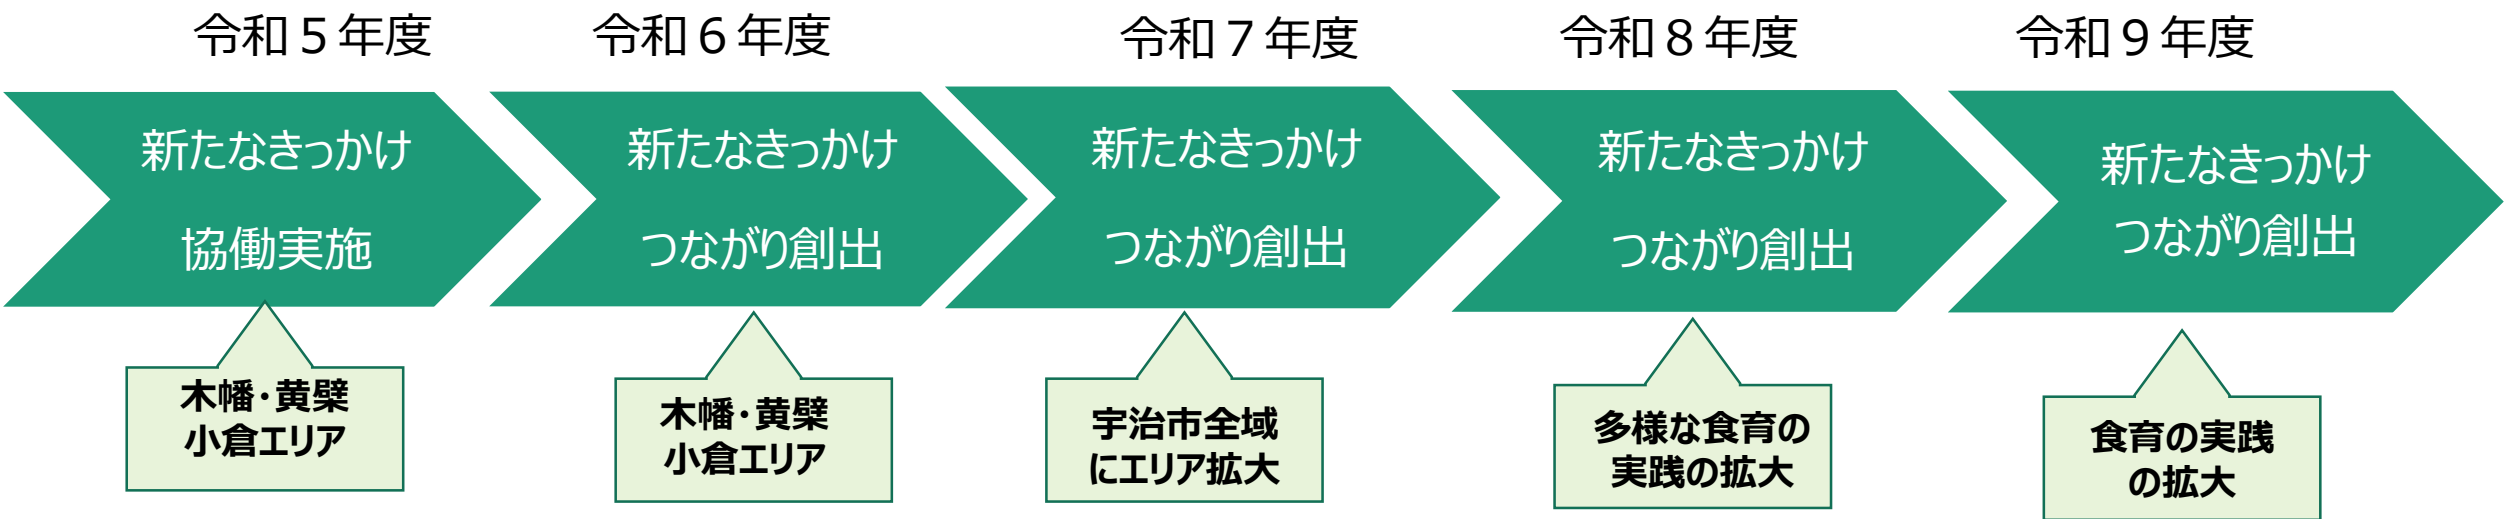 令和５年度
令和６年度
令和７年度
令和８年度
令和９年度
新たなきっかけ
協働実施
新たなきっかけ
つながり創出
新たなきっかけ
つながり創出
新たなきっかけ
つながり創出
新たなきっかけ
つながり創出
木幡・黄檗
小倉エリア
木幡・黄檗
小倉エリア
宇治市全域
にエリア拡大
多様な食育の
実践の拡大
食育の実践
の拡大